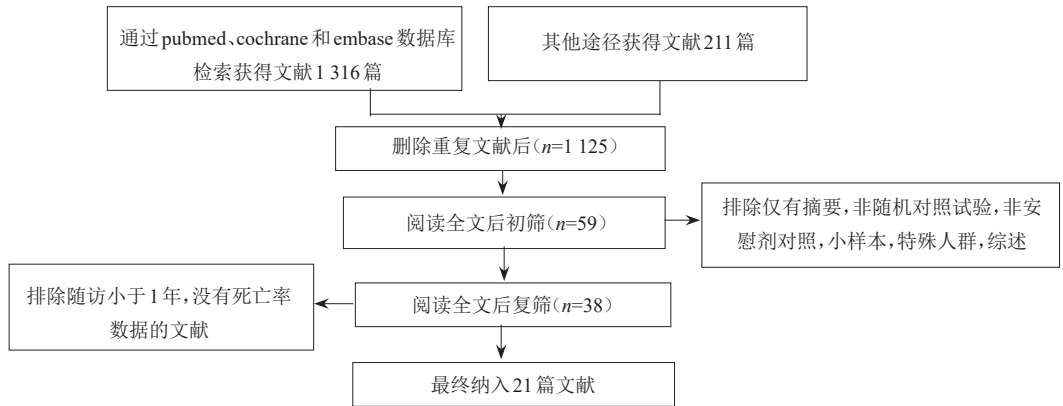 通过pubmed、cochrane和embase数据库
检索获得文献1 316篇
其他途径获得文献211篇
删除重复文献后(n=1 125)
阅读全文后初筛(n=59)
排除仅有摘要,非随机对照试验,非安
慰剂对照,小样本,特殊人群,综述
排除随访小于1年,没有死亡率
数据的文献
阅读全文后复筛(n=38)
最终纳入21篇文献